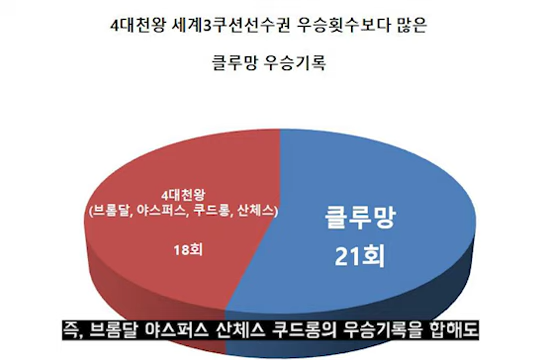 4대천왕 세계3쿠션선수권 우승횟수보다 많은
클루망 우승기록
4대천왕
(브롬달, 야스퍼스, 쿠드롱, 산체스)
18회
클루망
21회
즉, 브롬달 야스퍼스 산체스 쿠드롱의 우승기록을 합해도